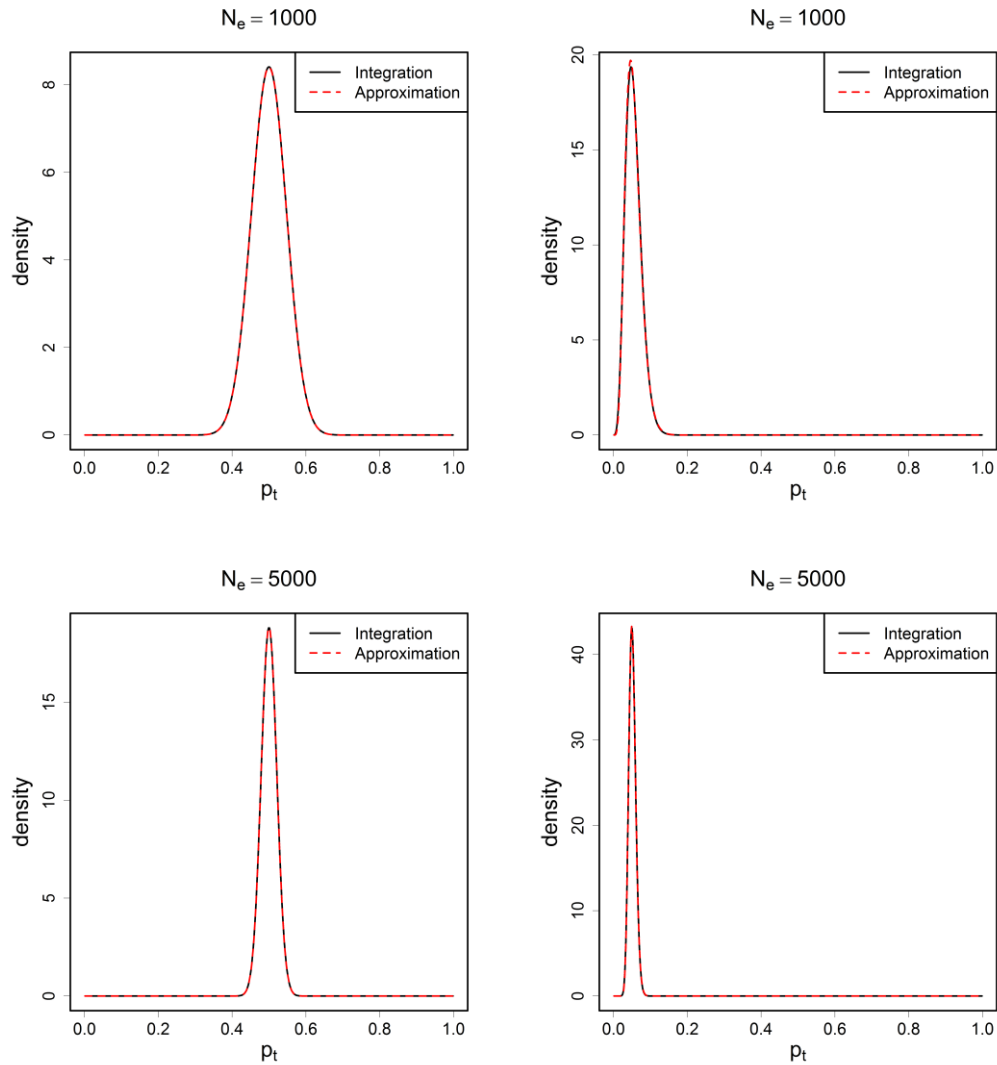 N_e = 1000
Integration
Approximation
density
8
6
4
2
0
0.0 0.2 0.4 0.6 0.8 1.0
p_t
N_e = 1000
Integration
Approximation
density
20
15
10
5
0
0.0 0.2 0.4 0.6 0.8 1.0
p_t
N_e = 5000
Integration
Approximation
density
15
10
5
0
0.0 0.2 0.4 0.6 0.8 1.0
p_t
N_e = 5000
Integration
Approximation
density
40
30
20
10
0
0.0 0.2 0.4 0.6 0.8 1.0
p_t